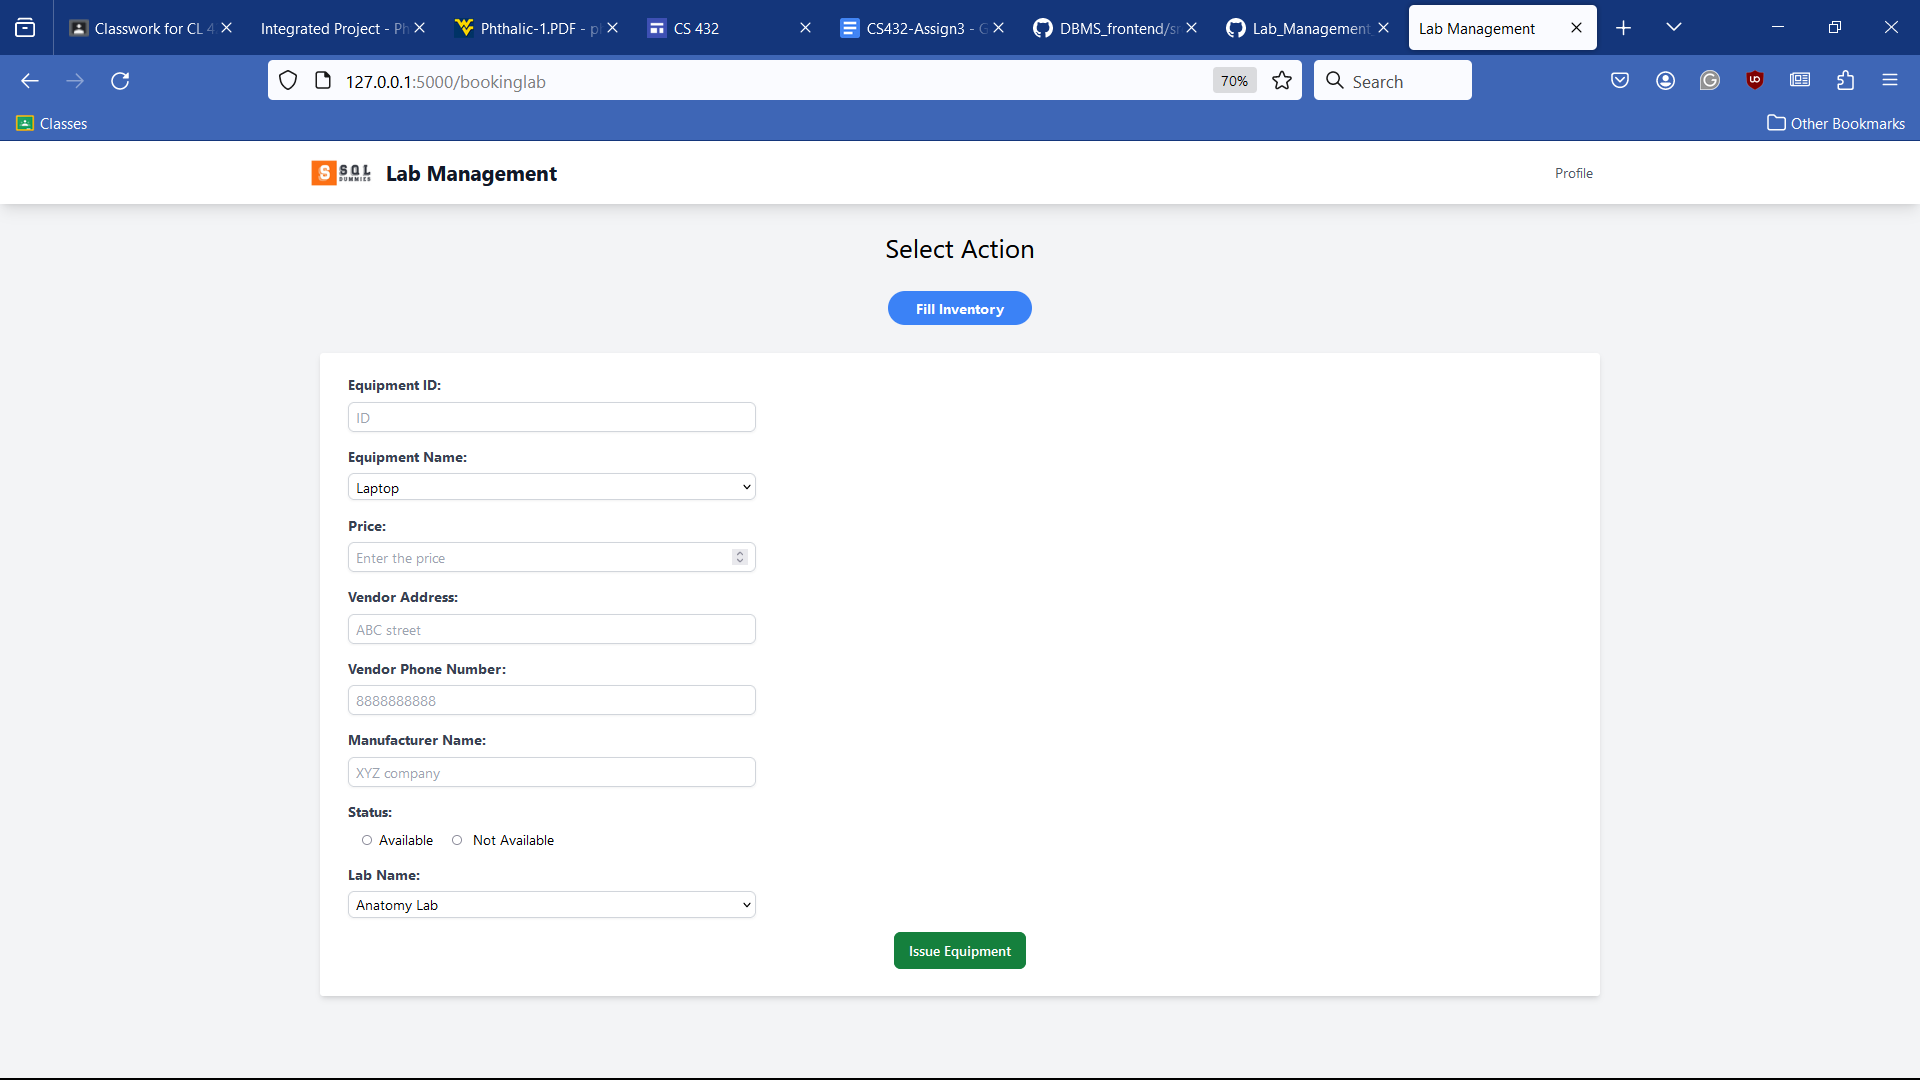 Classwork for CL 4
Integrated Project - Ph
Phthalic-1.PDF - pl
CS 432
CS432-Assign3 - G
DBMS_frontend/sr
Lab_Management_
Lab Management
127.0.0.1:5000/bookinglab
70%
Search
Classes
Other Bookmarks
S SQL
DUMMIES
Lab Management
Profile
Select Action
Fill Inventory
Equipment ID:
ID
Equipment Name:
Laptop
Price:
Enter the price
Vendor Address:
ABC street
Vendor Phone Number:
8888888888
Manufacturer Name:
XYZ company
Status:
Available Not Available
Lab Name:
Anatomy Lab
Issue Equipment